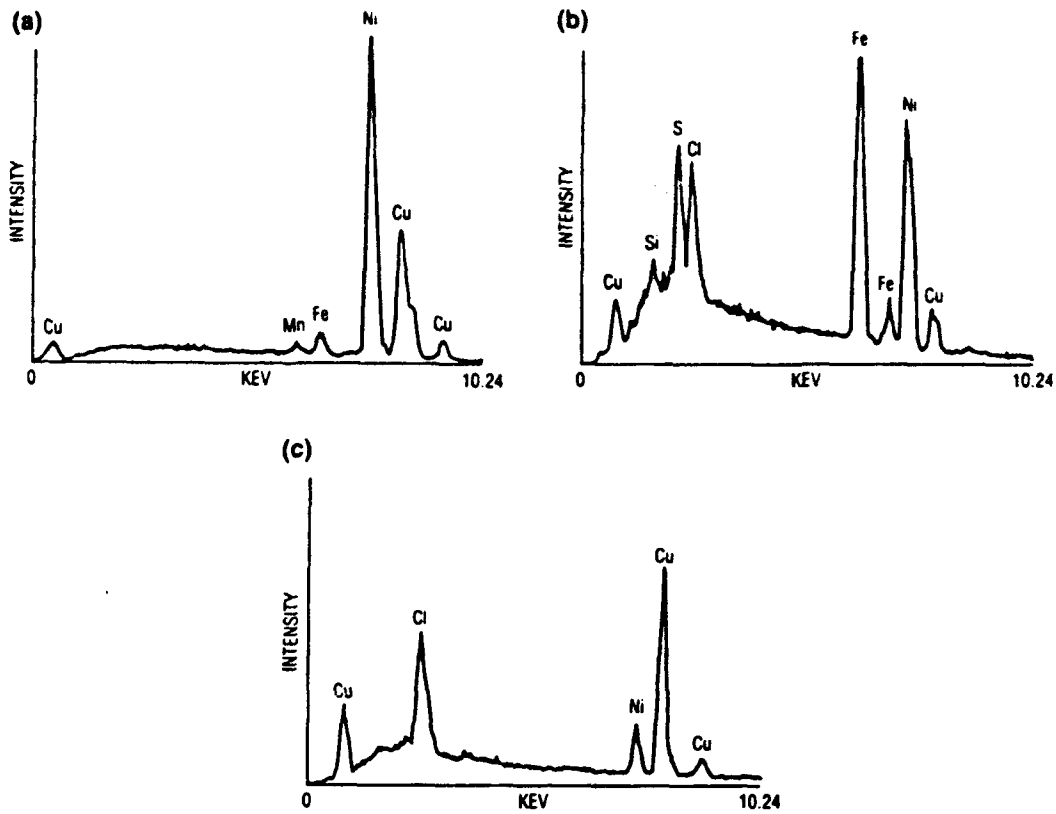 (a)
Ni
Cu
Cu
Mn
Fe
Cu
INTENSITY
0
KEV
10.24
(b)
Fe
Ni
S
Cl
Si
Cu
Fe
Cu
INTENSITY
0
KEV
10.24
(c)
Cu
Cl
Cu
Ni
Cu
INTENSITY
0
KEV
10.24